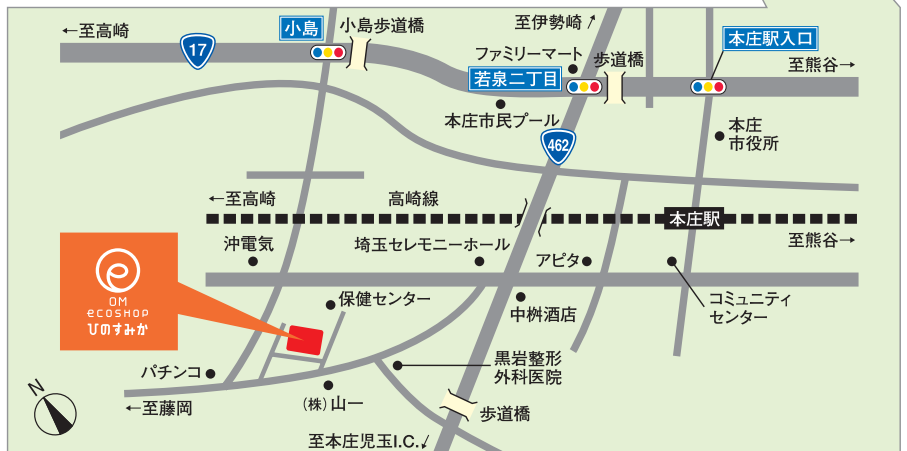 ←至高崎
17
小島
小島歩道橋
至伊勢崎↗
ファミリーマート
歩道橋
本庄駅入口
至熊谷→
若泉二丁目
本庄市民プール
462
本庄
市役所
←至高崎
高崎線
本庄駅
至熊谷→
沖電気
埼玉セレモニーホール
アピタ
コミュニティ
センター
OM
ecoSHOP
ひのすみか
保健センター
中桝酒店
黒岩整形
外科医院
パチンコ
(株)山一
←至藤岡
歩道橋
至本庄児玉I.C.↙
N